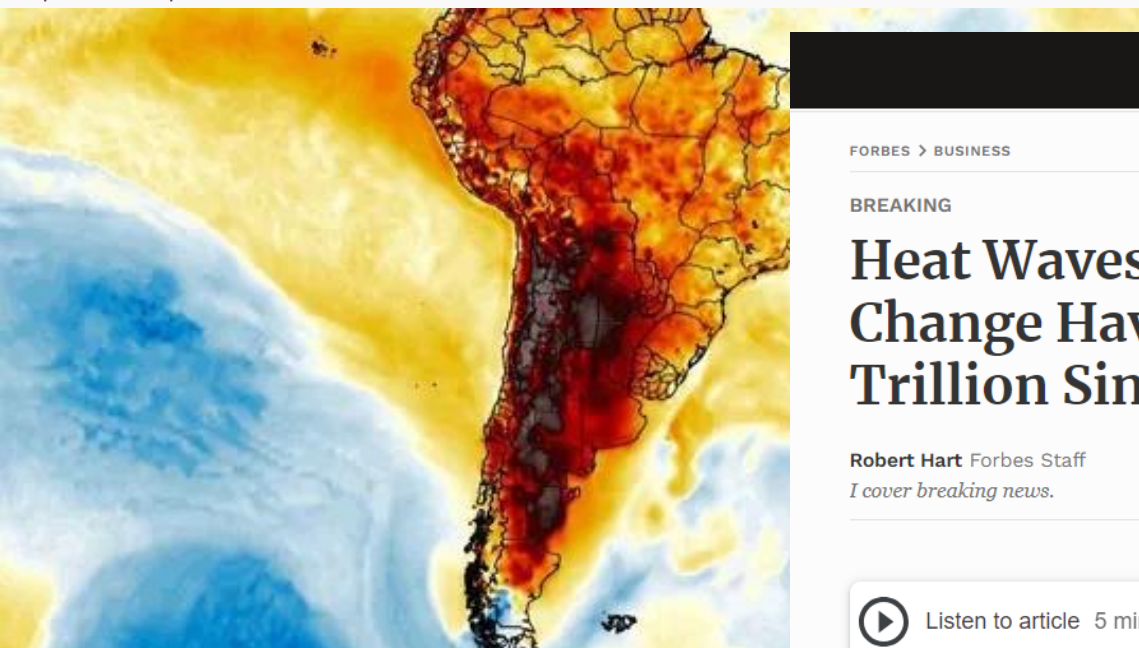 FORBES > BUSINESS
BREAKING
Heat Waves
Change Hav
Trillion Sin
Robert Hart Forbes Staff
I cover breaking news.
Listen to article 5 mi